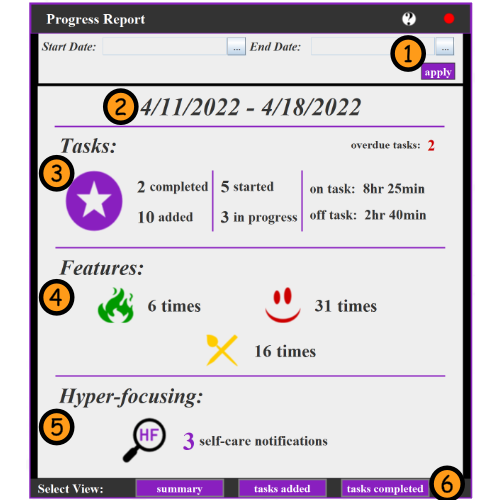 Progress Report ?
Start Date: ... End Date: ...
1
apply
2 4/11/2022 - 4/18/2022
Tasks: overdue tasks: 2
3
2 completed 5 started on task: 8hr 25min
10 added 3 in progress off task: 2hr 40min
Features:
4 6 times 31 times
16 times
Hyper-focusing:
5 HF 3 self-care notifications
Select View: summary tasks added tasks completed 6